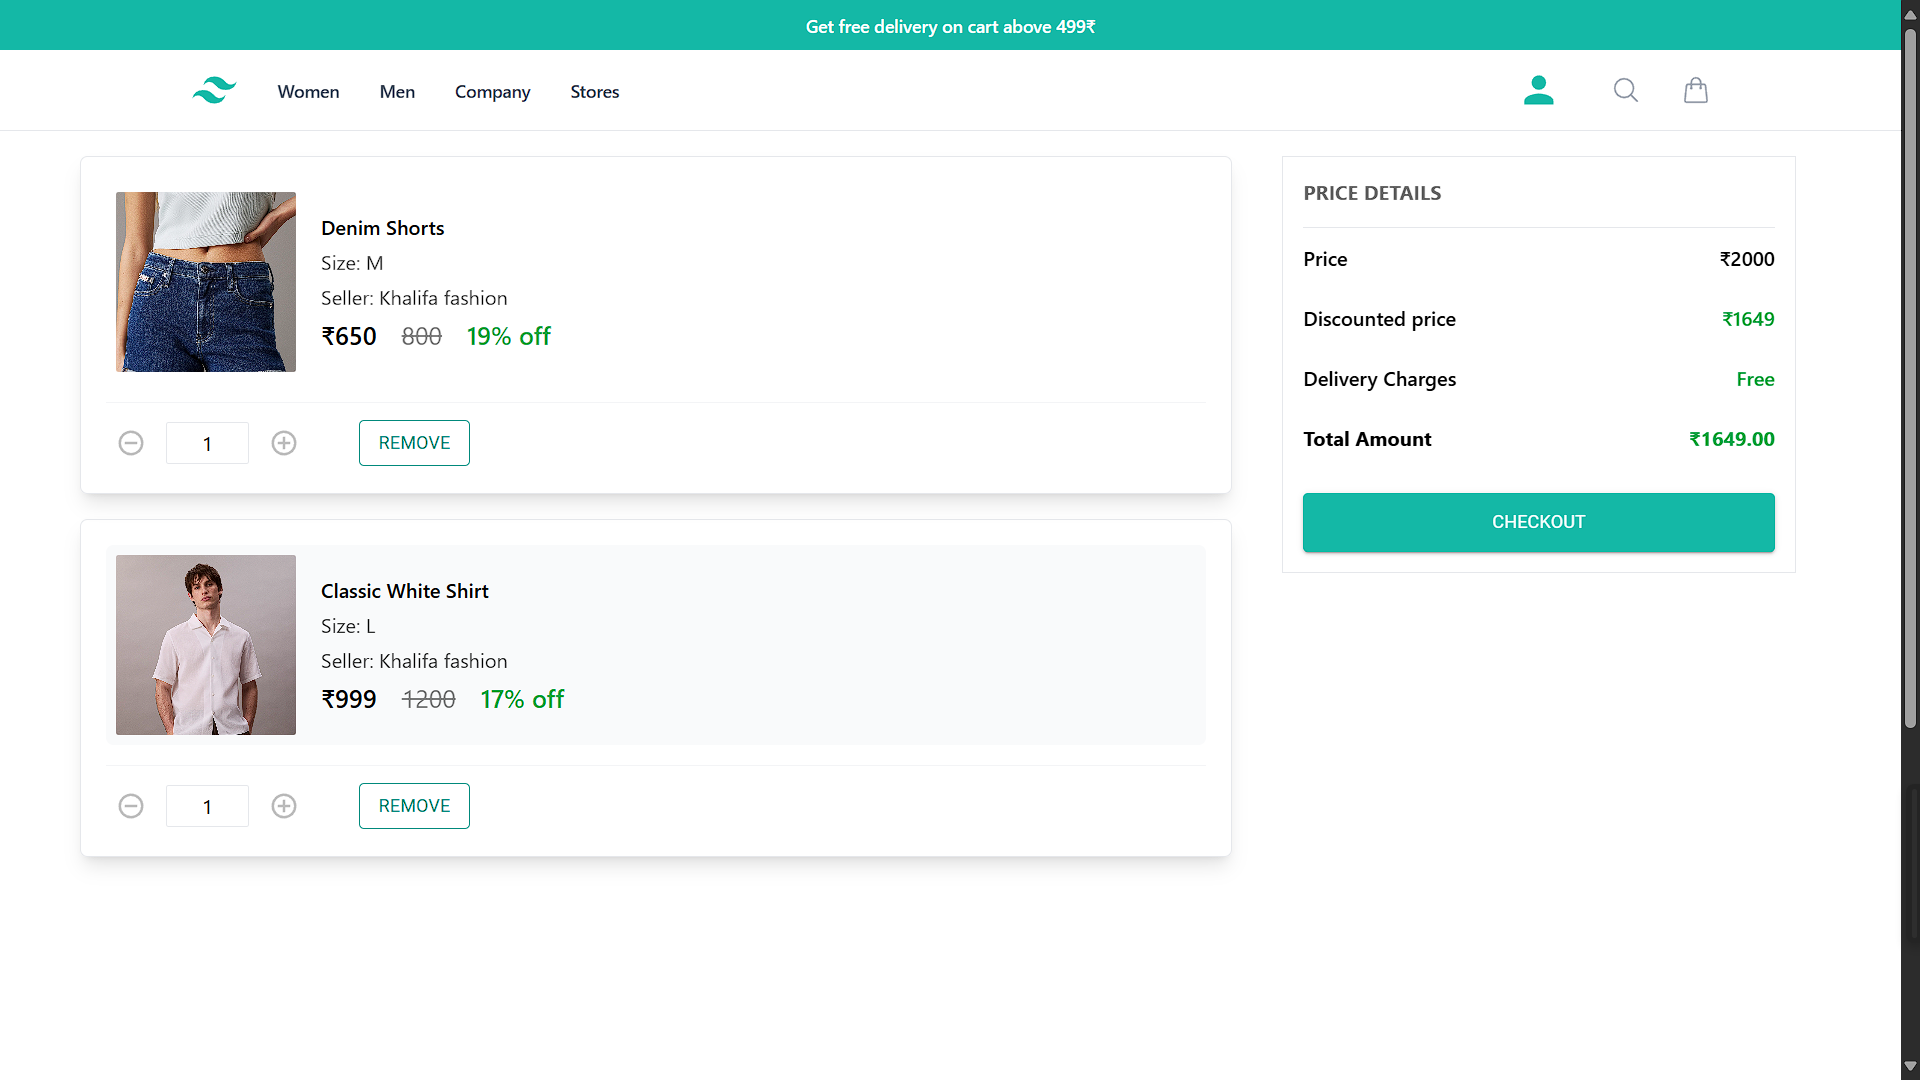 Get free delivery on cart above 499₹
Women Men Company Stores
Denim Shorts
Size: M
Seller: Khalifa fashion
₹650 800 19% off
1 REMOVE
Classic White Shirt
Size: L
Seller: Khalifa fashion
₹999 1200 17% off
1 REMOVE
PRICE DETAILS
Price ₹2000
Discounted price ₹1649
Delivery Charges Free
Total Amount ₹1649.00
CHECKOUT